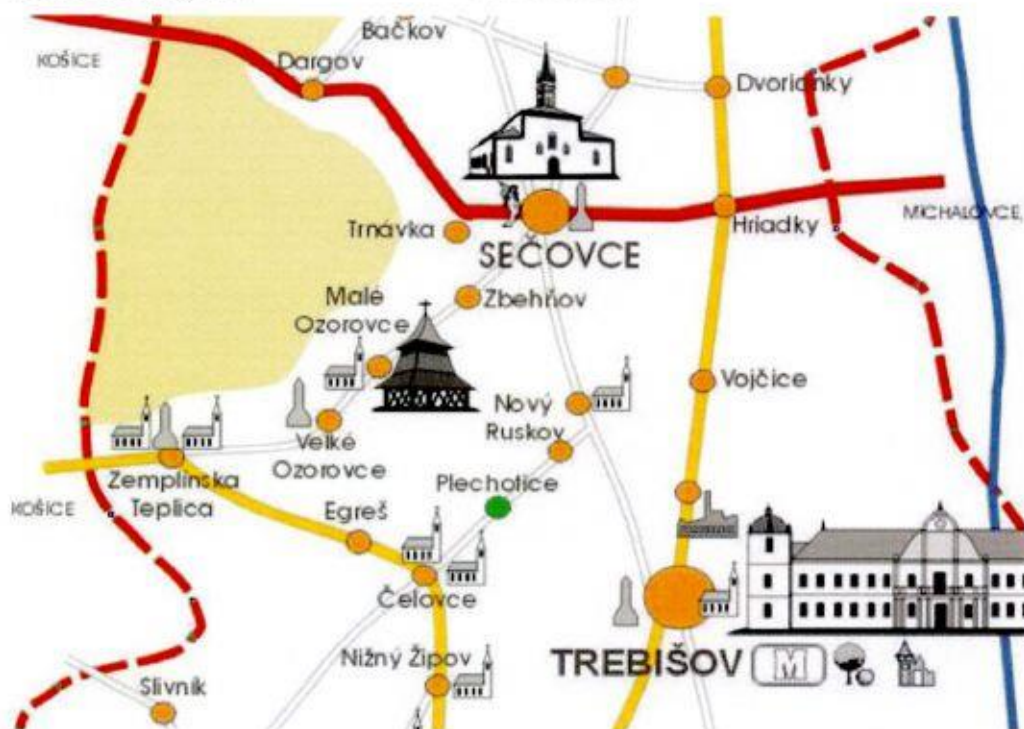 Bačkov
KOŠICE
Dargov
Dvorianky
Trnávka
SEČOVCE
Hriadky
MICHALOVCE,
Malé
Ozorovce
Zbehňov
Vojčice
Nový
Ruskov
Velké
Ozorovce
Zemplínska
Teplica
Plechotice
KOŠICE
Egreš
Čelovce
Nižný Žipov
TREBIŠOV
M
Slivník